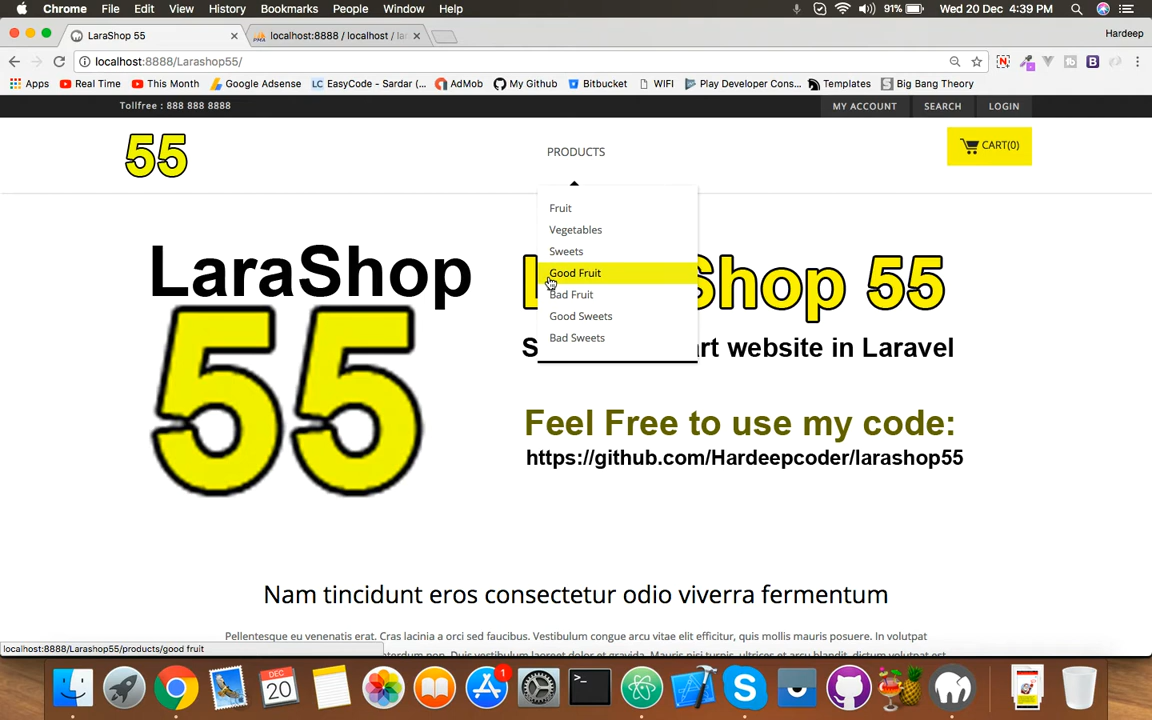 Chrome File Edit View History Bookmarks People Window Help 91% Wed 20 Dec 4:39 PM
LaraShop 55 localhost:8888 / localhost / lar Hardeep
localhost:8888/Larashop55/
Apps Real Time This Month Google Adsense EasyCode - Sardar (... AdMob My Github Bitbucket WIFI Play Developer Cons... Templates Big Bang Theory
Tollfree : 888 888 8888 MY ACCOUNT SEARCH LOGIN
55 PRODUCTS CART(0)
Fruit
Vegetables
Sweets
Good Fruit
Bad Fruit
Good Sweets
Bad Sweets
LaraShop
55
Shop 55
S rt website in Laravel
Feel Free to use my code:
https://github.com/Hardeepcoder/larashop55
Nam tincidunt eros consectetur odio viverra fermentum
Pellentesque eu venenatis erat. Cras lacinia a orci sed faucibus. Vestibulum congue arcu vitae elit efficitur, quis mollis mauris posuere. In volutpat
localhost:8888/Larashop55/products/good fruit
DEC
20
1